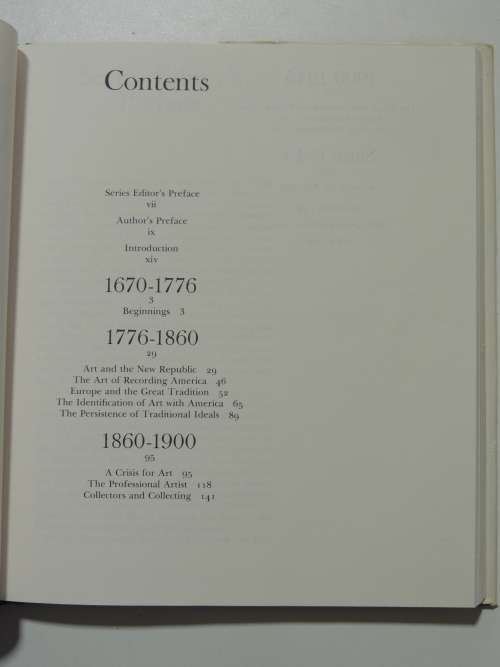 Contents
Series Editor's Preface
vii
Author's Preface
ix
Introduction
xiv
1670-1776
3
Beginnings 3
1776-1860
29
Art and the New Republic 29
The Art of Recording America 46
Europe and the Great Tradition 52
The Identification of Art with America 65
The Persistence of Traditional Ideals 89
1860-1900
95
A Crisis for Art 95
The Professional Artist 118
Collectors and Collecting 141